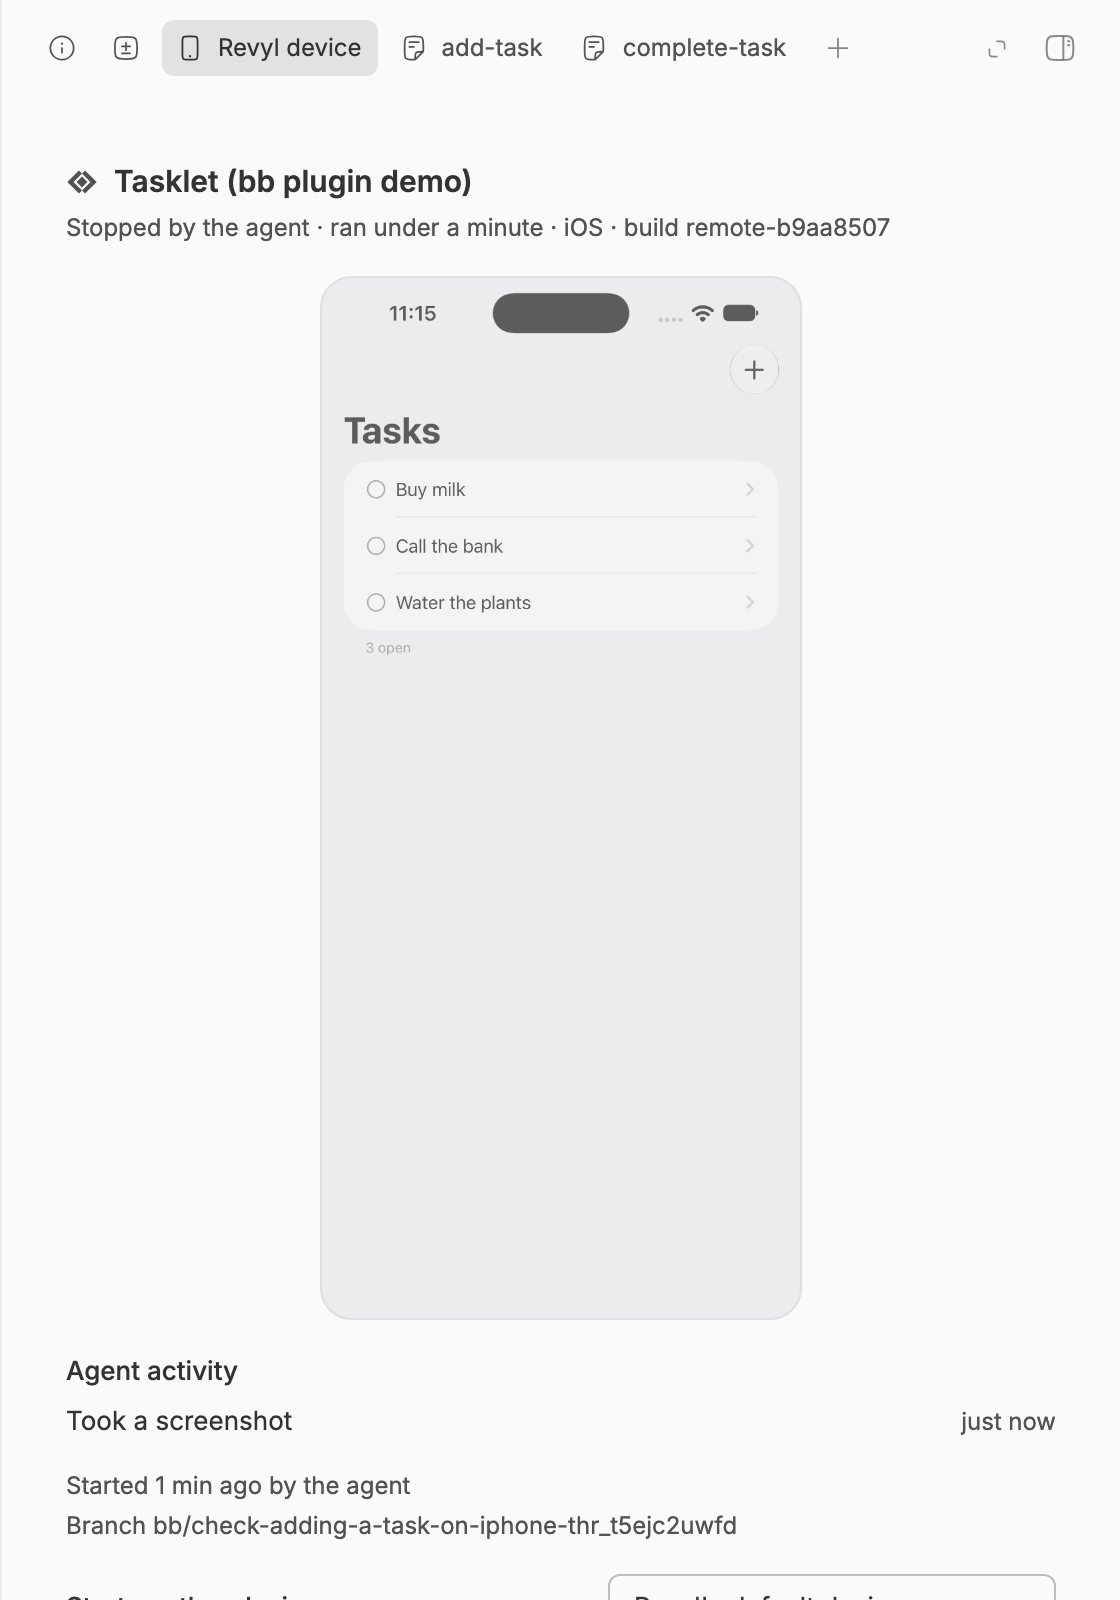 Revyl device
add-task
complete-task
Tasklet (bb plugin demo)
Stopped by the agent · ran under a minute · iOS · build remote-b9aa8507
11:15
Tasks
Buy milk
Call the bank
Water the plants
3 open
Agent activity
Took a screenshot
just now
Started 1 min ago by the agent
Branch bb/check-adding-a-task-on-iphone-thr_t5ejc2uwfd